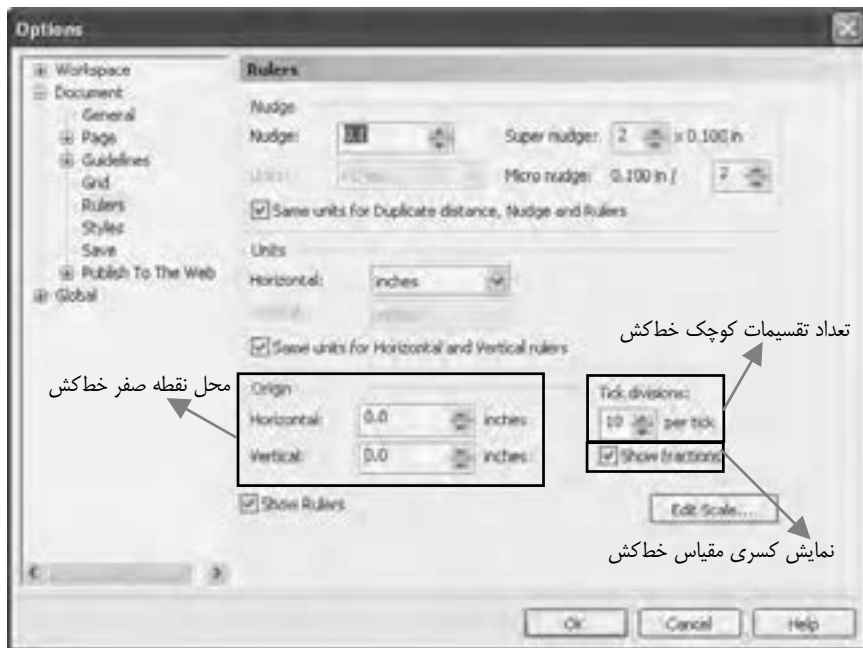 Options
Workspace
Document
General
Page
Guidelines
Grid
Rulers
Styles
Save
Publish To The Web
Global
Rulers
Nudge
Nudge: 0.1 Super nudge: 2 x 0.100 in
Units: Micro nudge: 0.100 in / 2
Same units for Duplicate distance, Nudge and Rulers
Units
Horizontal: inches
Same units for Horizontal and Vertical rulers
تعداد تقسیمات کوچک خط‌کش
محل نقطه صفر خط‌کش
Origin
Horizontal: 0.0 inches
Vertical: 0.0 inches
Tick divisions:
10 per tick
Show fractions
Show Rulers
Edit Scale...
نمایش کسری مقیاس خط‌کش
OK Cancel Help